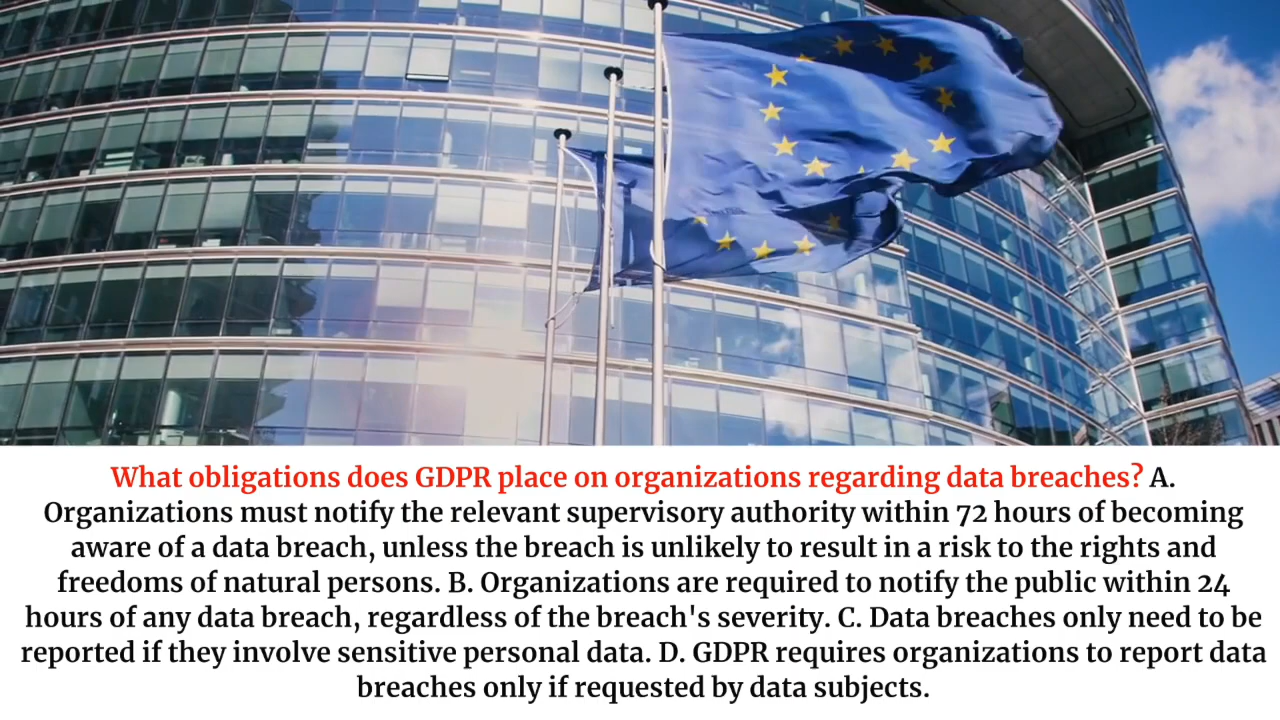 What obligations does GDPR place on organizations regarding data breaches? A.
Organizations must notify the relevant supervisory authority within 72 hours of becoming
aware of a data breach, unless the breach is unlikely to result in a risk to the rights and
freedoms of natural persons. B. Organizations are required to notify the public within 24
hours of any data breach, regardless of the breach's severity. C. Data breaches only need to be
reported if they involve sensitive personal data. D. GDPR requires organizations to report data
breaches only if requested by data subjects.